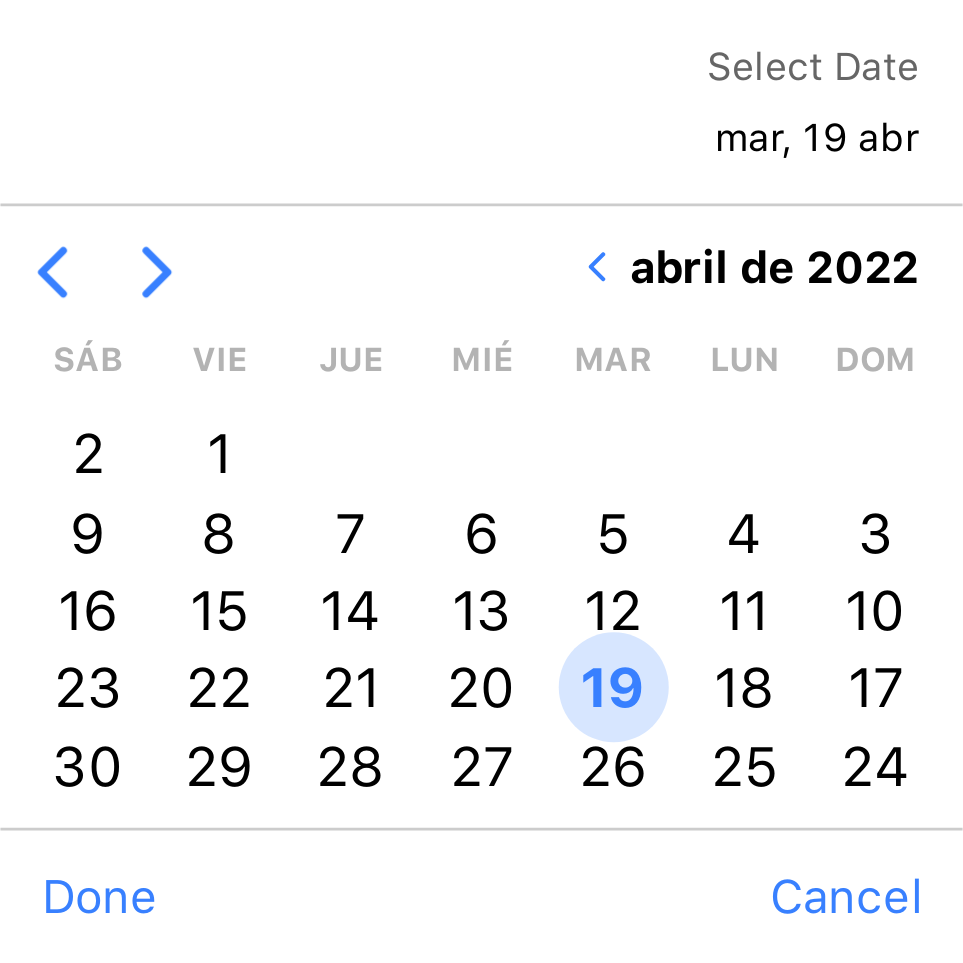 Select Date
mar, 19 abr
abril de 2022
SÁB VIE JUE MIÉ MAR LUN DOM
2 1
9 8 7 6 5 4 3
16 15 14 13 12 11 10
23 22 21 20 19 18 17
30 29 28 27 26 25 24
Done Cancel